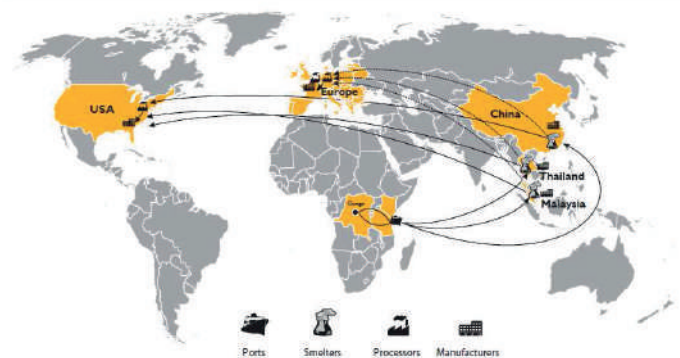 USA
Europe
China
Thailand
Malaysia
Congo
Ports
Smelters
Processors
Manufacturers